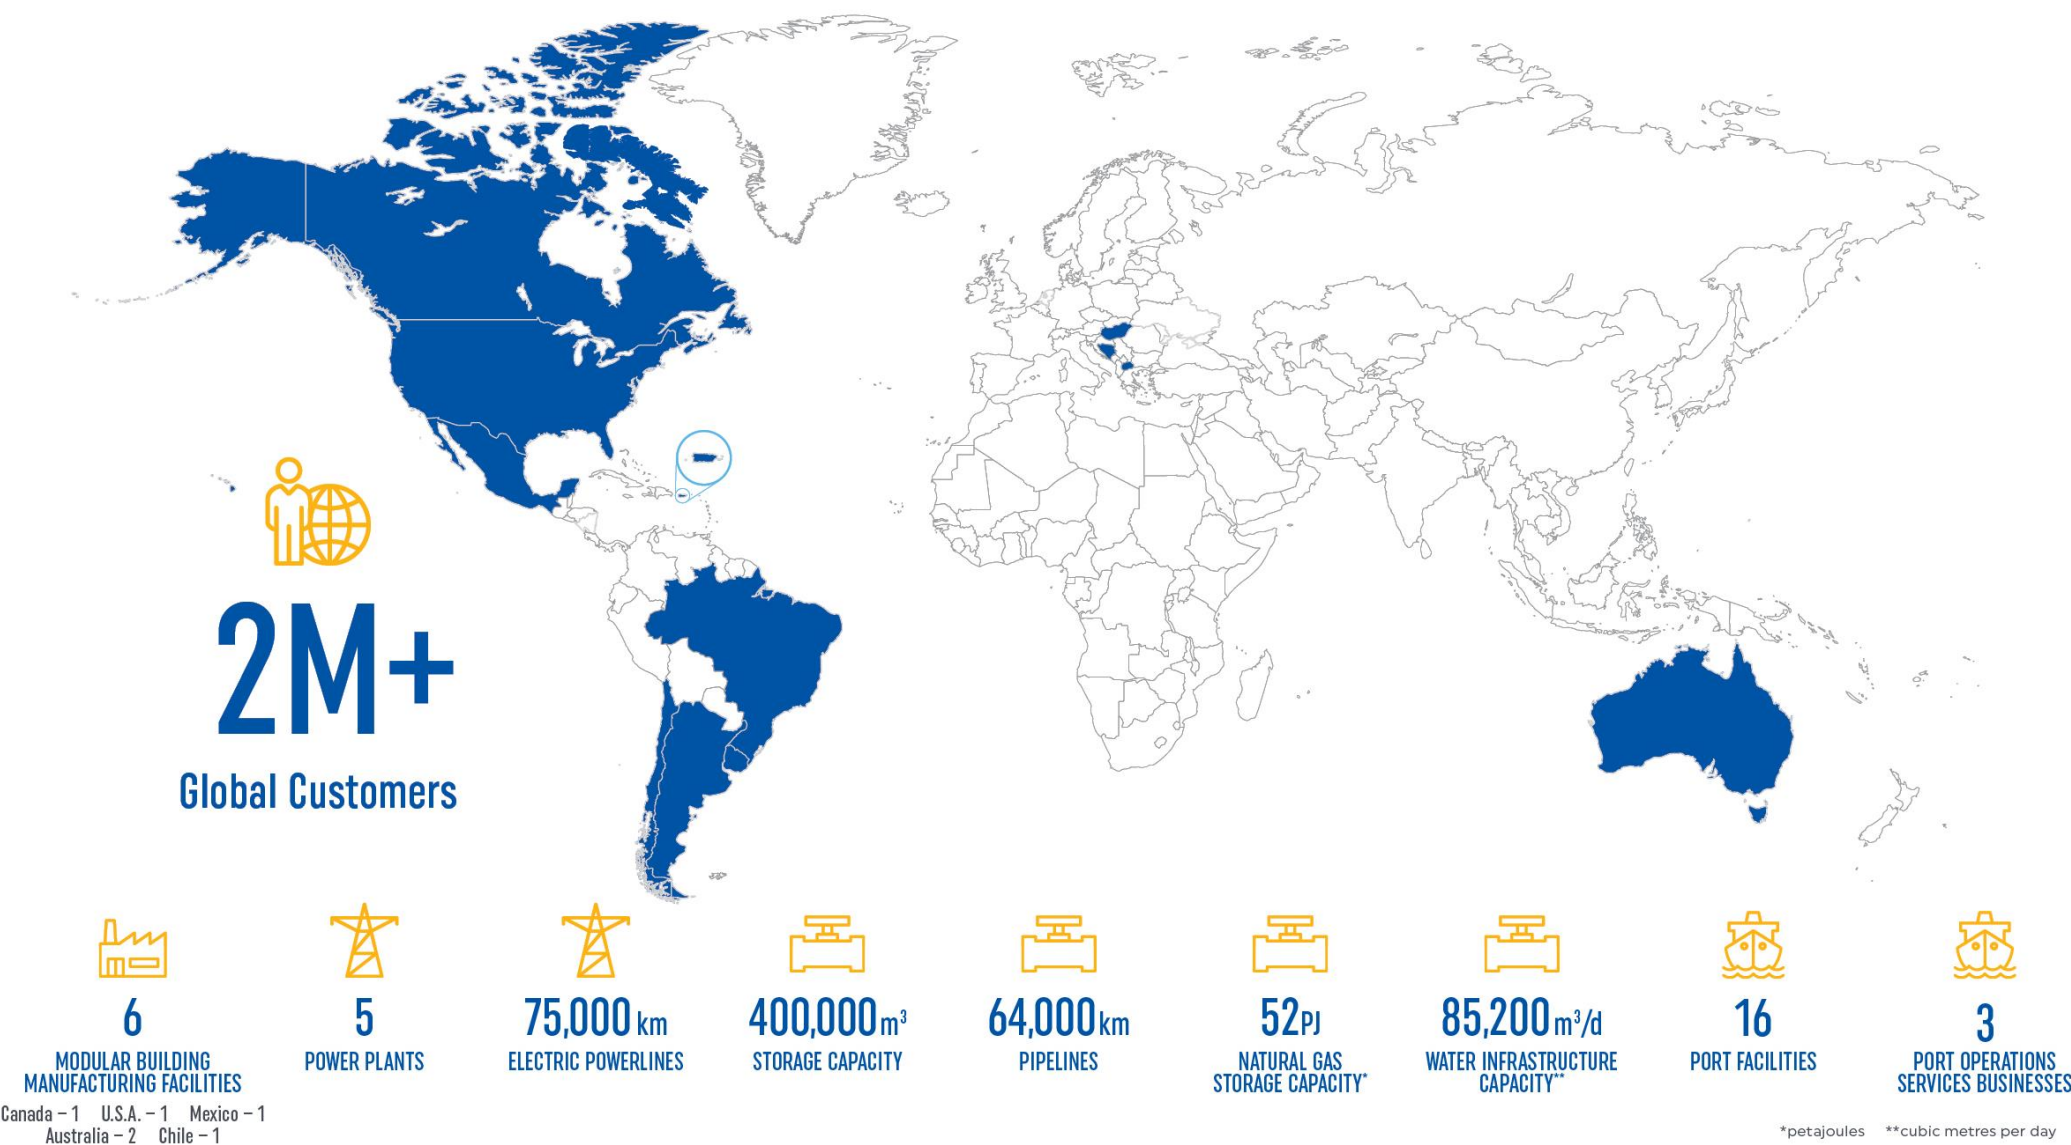 2M+
Global Customers
6
MODULAR BUILDING
MANUFACTURING FACILITIES
Canada – 1 U.S.A. – 1 Mexico – 1
Australia – 2 Chile – 1
5
POWER PLANTS
75,000 km
ELECTRIC POWERLINES
400,000 m³
STORAGE CAPACITY
64,000 km
PIPELINES
52 PJ
NATURAL GAS
STORAGE CAPACITY*
85,200 m³/d
WATER INFRASTRUCTURE
CAPACITY**
16
PORT FACILITIES
3
PORT OPERATIONS
SERVICES BUSINESSES
*petajoules **cubic metres per day